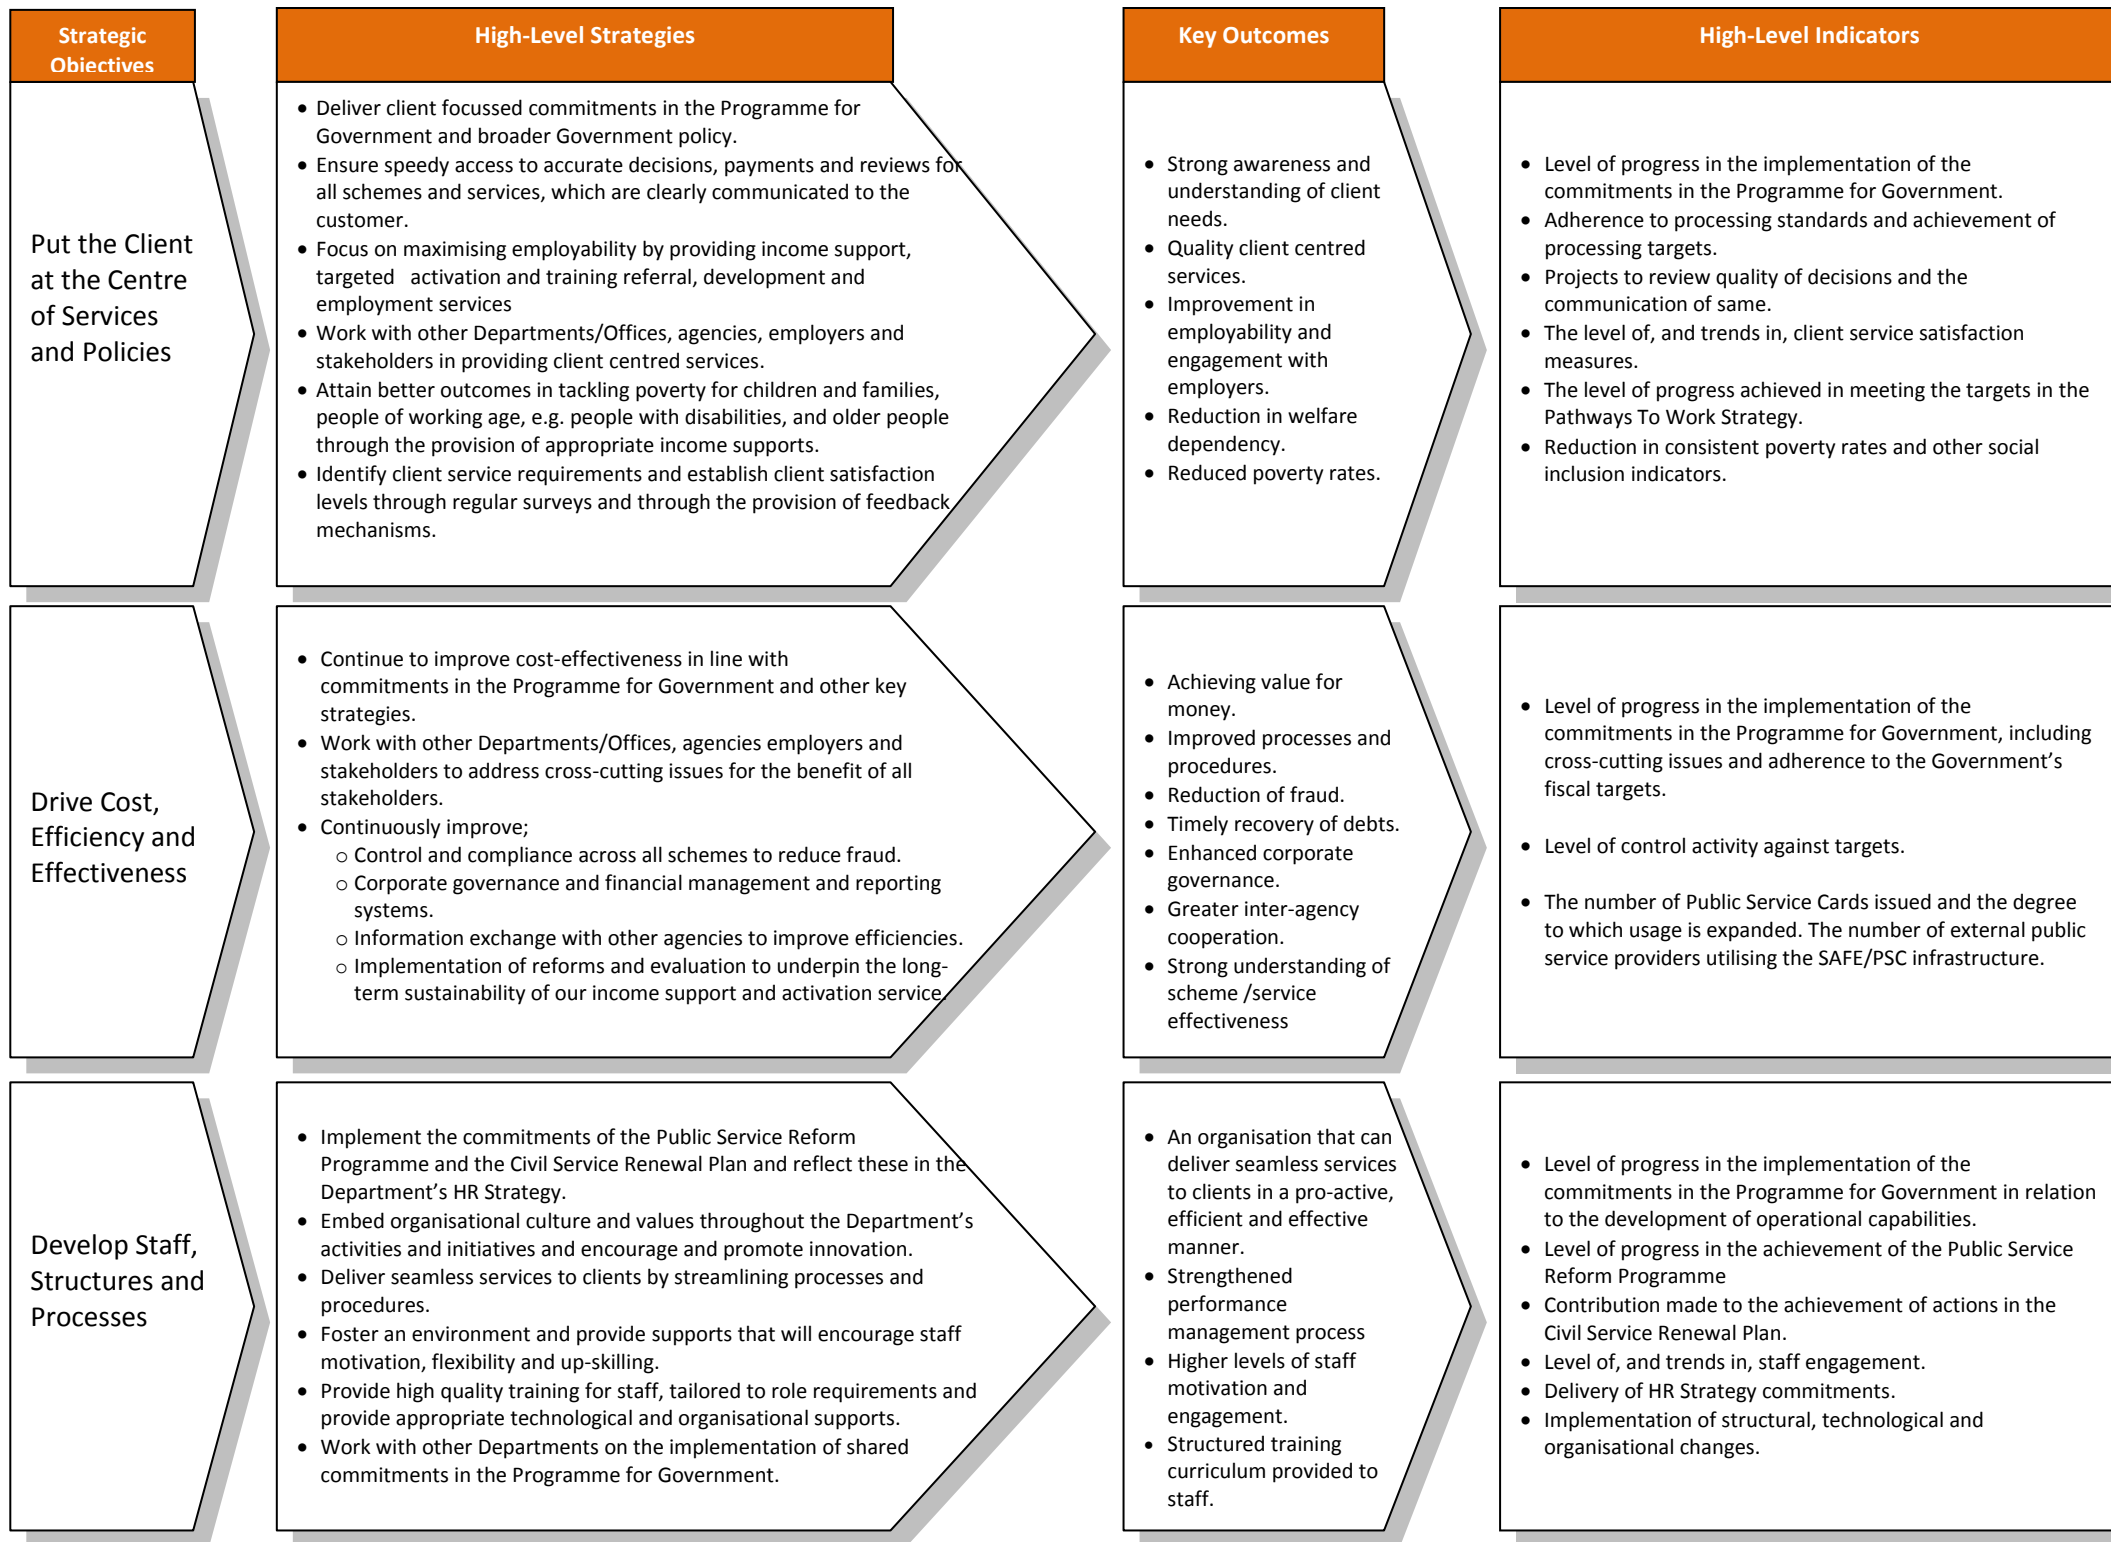 Strategic
Objectives
High-Level Strategies
Key Outcomes
High-Level Indicators
Put the Client
at the Centre
of Services
and Policies
• Deliver client focussed commitments in the Programme for
Government and broader Government policy.
• Ensure speedy access to accurate decisions, payments and reviews for
all schemes and services, which are clearly communicated to the
customer.
• Focus on maximising employability by providing income support,
targeted activation and training referral, development and
employment services
• Work with other Departments/Offices, agencies, employers and
stakeholders in providing client centred services.
• Attain better outcomes in tackling poverty for children and families,
people of working age, e.g. people with disabilities, and older people
through the provision of appropriate income supports.
• Identify client service requirements and establish client satisfaction
levels through regular surveys and through the provision of feedback
mechanisms.
• Strong awareness and
understanding of client
needs.
• Quality client centred
services.
• Improvement in
employability and
engagement with
employers.
• Reduction in welfare
dependency.
• Reduced poverty rates.
• Level of progress in the implementation of the
commitments in the Programme for Government.
• Adherence to processing standards and achievement of
processing targets.
• Projects to review quality of decisions and the
communication of same.
• The level of, and trends in, client service satisfaction
measures.
• The level of progress achieved in meeting the targets in the
Pathways To Work Strategy.
• Reduction in consistent poverty rates and other social
inclusion indicators.
Drive Cost,
Efficiency and
Effectiveness
• Continue to improve cost-effectiveness in line with
commitments in the Programme for Government and other key
strategies.
• Work with other Departments/Offices, agencies employers and
stakeholders to address cross-cutting issues for the benefit of all
stakeholders.
• Continuously improve;
o Control and compliance across all schemes to reduce fraud.
o Corporate governance and financial management and reporting
systems.
o Information exchange with other agencies to improve efficiencies.
o Implementation of reforms and evaluation to underpin the long-
term sustainability of our income support and activation service.
• Achieving value for
money.
• Improved processes and
procedures.
• Reduction of fraud.
• Timely recovery of debts.
• Enhanced corporate
governance.
• Greater inter-agency
cooperation.
• Strong understanding of
scheme /service
effectiveness
• Level of progress in the implementation of the
commitments in the Programme for Government, including
cross-cutting issues and adherence to the Government’s
fiscal targets.
• Level of control activity against targets.
• The number of Public Service Cards issued and the degree
to which usage is expanded. The number of external public
service providers utilising the SAFE/PSC infrastructure.
Develop Staff,
Structures and
Processes
• Implement the commitments of the Public Service Reform
Programme and the Civil Service Renewal Plan and reflect these in the
Department’s HR Strategy.
• Embed organisational culture and values throughout the Department’s
activities and initiatives and encourage and promote innovation.
• Deliver seamless services to clients by streamlining processes and
procedures.
• Foster an environment and provide supports that will encourage staff
motivation, flexibility and up-skilling.
• Provide high quality training for staff, tailored to role requirements and
provide appropriate technological and organisational supports.
• Work with other Departments on the implementation of shared
commitments in the Programme for Government.
• An organisation that can
deliver seamless services
to clients in a pro-active,
efficient and effective
manner.
• Strengthened
performance
management process
• Higher levels of staff
motivation and
engagement.
• Structured training
curriculum provided to
staff.
• Level of progress in the implementation of the
commitments in the Programme for Government in relation
to the development of operational capabilities.
• Level of progress in the achievement of the Public Service
Reform Programme
• Contribution made to the achievement of actions in the
Civil Service Renewal Plan.
• Level of, and trends in, staff engagement.
• Delivery of HR Strategy commitments.
• Implementation of structural, technological and
organisational changes.